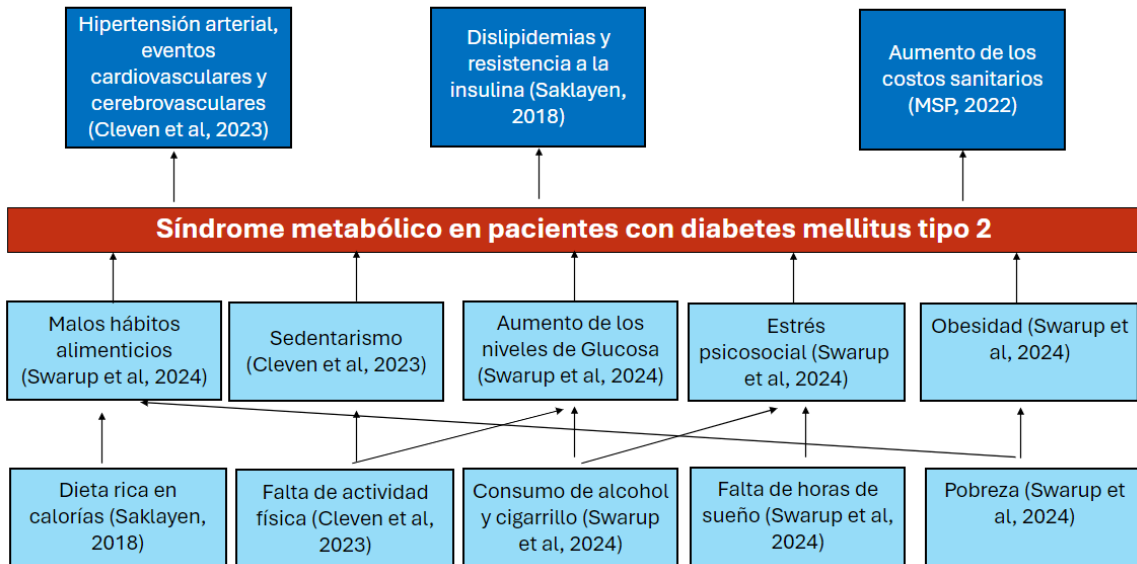 Hipertensión arterial,
eventos
cardiovasculares y
cerebrovasculares
(Cleven et al, 2023)
Dislipidemias y
resistencia a la
insulina (Saklayen,
2018)
Aumento de los
costos sanitarios
(MSP, 2022)
Síndrome metabólico en pacientes con diabetes mellitus tipo 2
Malos hábitos
alimenticios
(Swarup et al, 2024)
Sedentarismo
(Cleven et al, 2023)
Aumento de los
niveles de Glucosa
(Swarup et al, 2024)
Estrés
psicosocial (Swarup
et al, 2024)
Obesidad (Swarup et
al, 2024)
Dieta rica en
calorías (Saklayen,
2018)
Falta de actividad
física (Cleven et al,
2023)
Consumo de alcohol
y cigarrillo (Swarup
et al, 2024)
Falta de horas de
sueño (Swarup et al,
2024)
Pobreza (Swarup et
al, 2024)